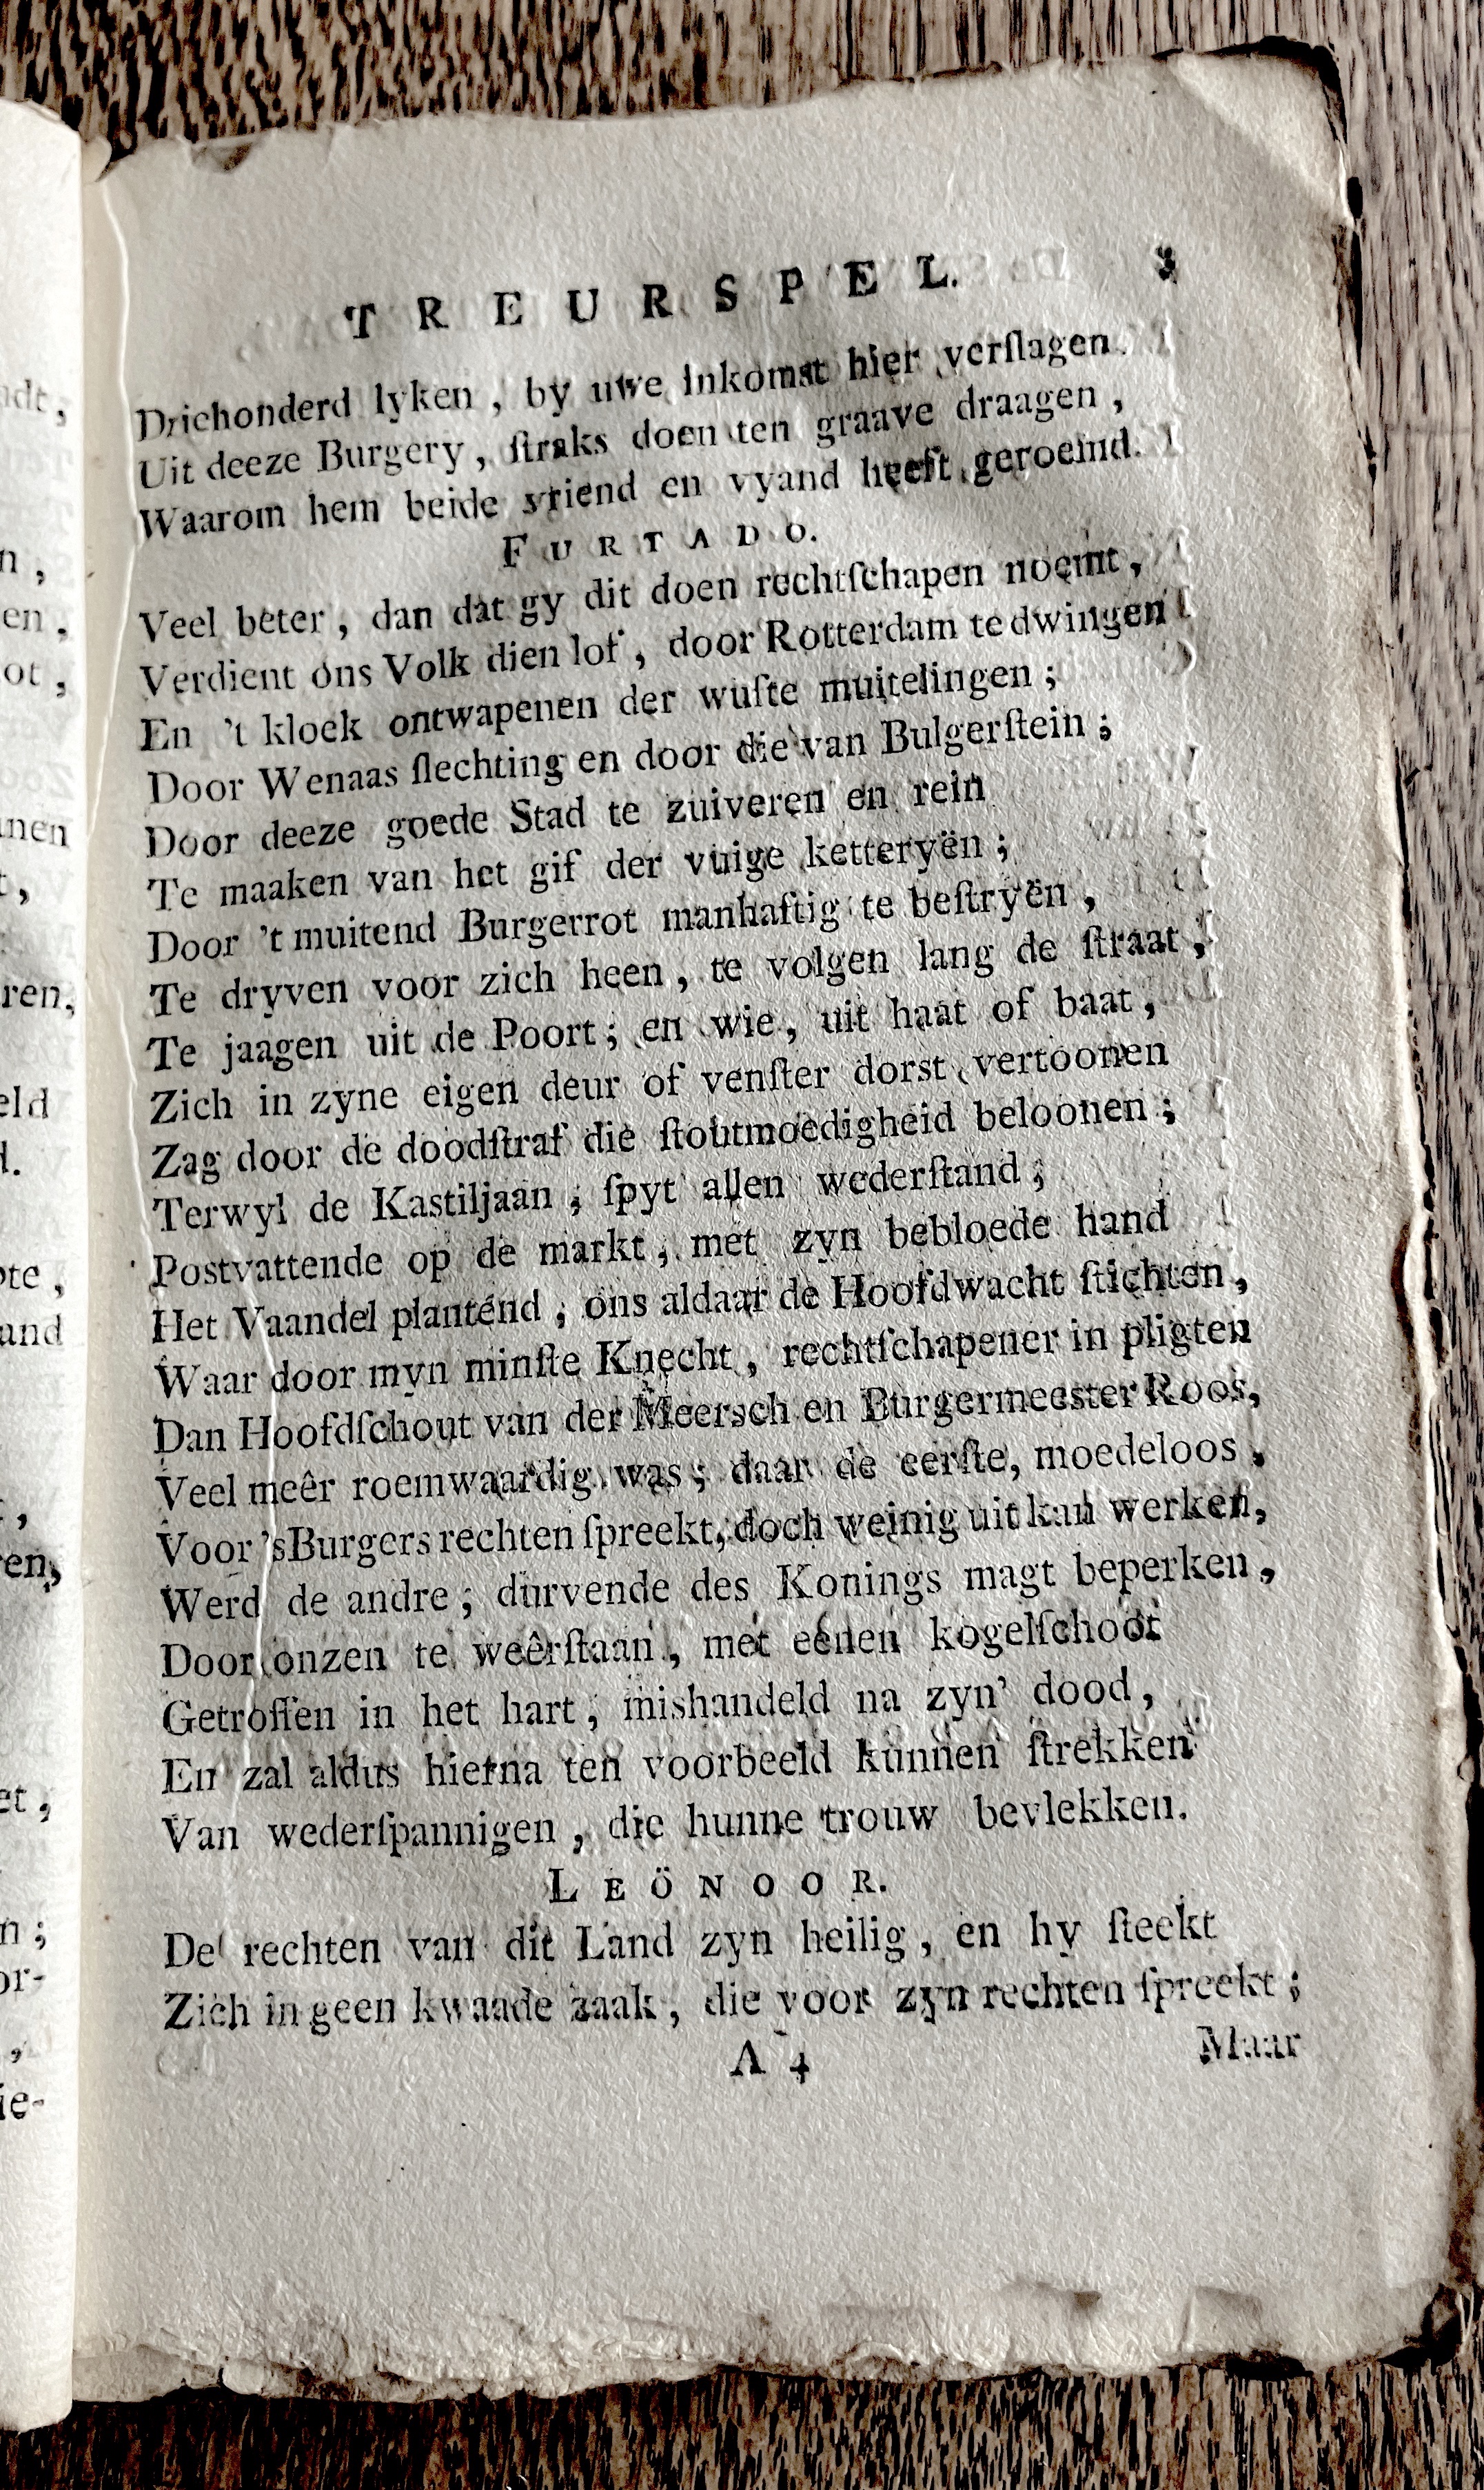 TREURSPEL.
Driehonderd lyken, by uwe inkomst hier verſlagen.
Uit deeze Burgery, ſtraks doen ten graave draagen,
Waarom hem beide vriend en vyand heeft geroemd.
FURTADO.
Veel beter, dan dat gy dit doen rechtſchapen noemt,
Verdient ons Volk dien lof, door Rotterdam te dwingen
En 't kloek ontwapenen der wuſte muitelingen;
Door Wenaas ſlechting en door die van Bulgerſtein;
Door deeze goede Stad te zuiveren en rein
Te maaken van het gif der vuige ketteryën;
Door 't muitend Burgerrot manhaftig te beſtryën,
Te dryven voor zich heen, te volgen lang de ſtraat,
Te jaagen uit de Poort; en wie, uit haat of baat,
Zich in zyne eigen deur of venſter dorst vertoonen
Zag door de doodſtraf die ſtoutmoedigheid beloonen;
Terwyl de Kastiljaan, ſpyt allen wederſtand,
Postvattende op de markt, met zyn bebloede hand
Het Vaandel plantend, ons aldaar de Hoofdwacht ſtichten,
Waar door myn minſte Knecht, rechtſchapener in pligten
Dan Hoofdſchout van der Meersch en Burgermeester Roos,
Veel meêr roemwaardig was; daar de eerſte, moedeloos,
Voor 's Burgers rechten ſpreekt, doch weinig uit kan werken,
Werd de andre; durvende des Konings magt beperken,
Door onzen te weêrſtaan, met eénen kogelſchoot
Getroffen in het hart, mishandeld na zyn' dood,
En zal aldus hierna ten voorbeeld kunnen ſtrekken
Van wederſpannigen, die hunne trouw bevlekken.
LEÖNOOR.
De rechten van dit Land zyn heilig, en hy ſteekt
Zich in geen kwaade zaak, die voor zyn rechten ſpreekt;
A 4 Maar